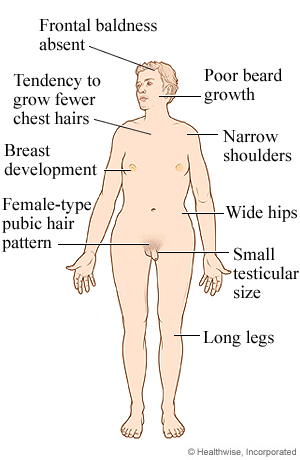 Frontal baldness
absent
Tendency to
grow fewer
chest hairs
Poor beard
growth
Breast
development
Narrow
shoulders
Female-type
pubic hair
pattern
Wide hips
Small
testicular
size
Long legs
© Healthwise, Incorporated